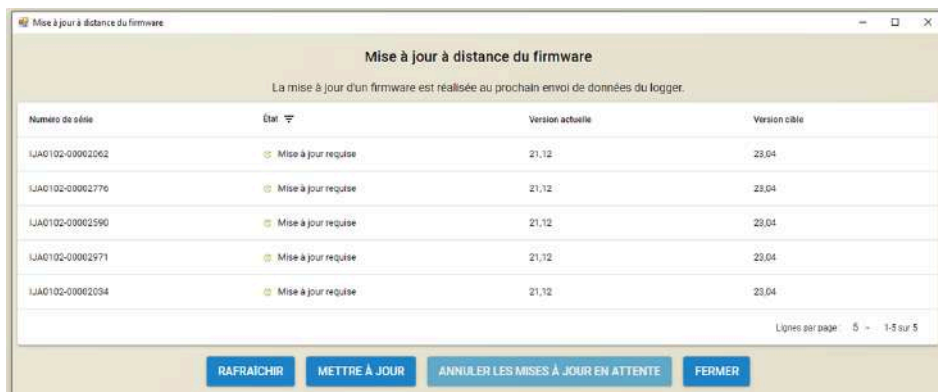 Mise à jour à distance du firmware
Mise à jour à distance du firmware
La mise à jour d'un firmware est réalisée au prochain envoi de données du logger.
Numéro de série État Version actuelle Version cible
IJA0102-00002062 Mise à jour requise 21,12 23,04
IJA0102-00002776 Mise à jour requise 21,12 23,04
IJA0102-00002590 Mise à jour requise 21,12 23,04
IJA0102-00002971 Mise à jour requise 21,12 23,04
IJA0102-00002034 Mise à jour requise 21,12 23,04
Lignes par page 5 1-5 sur 5
RAFRAÎCHIR METTRE À JOUR ANNULER LES MISES À JOUR EN ATTENTE FERMER